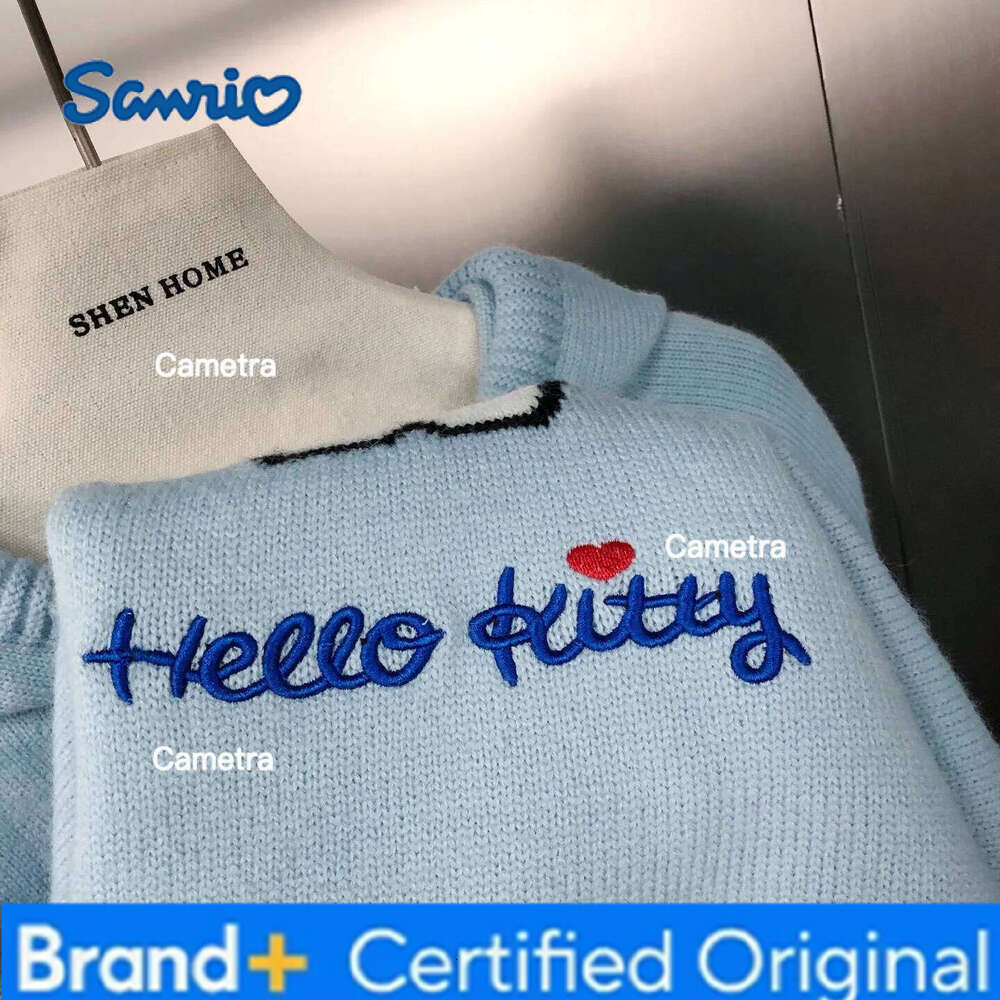 Sanrio
SHEN HOME
Cametra
Cametra
Hello Kitty
Cametra
Brand+ Certified Original